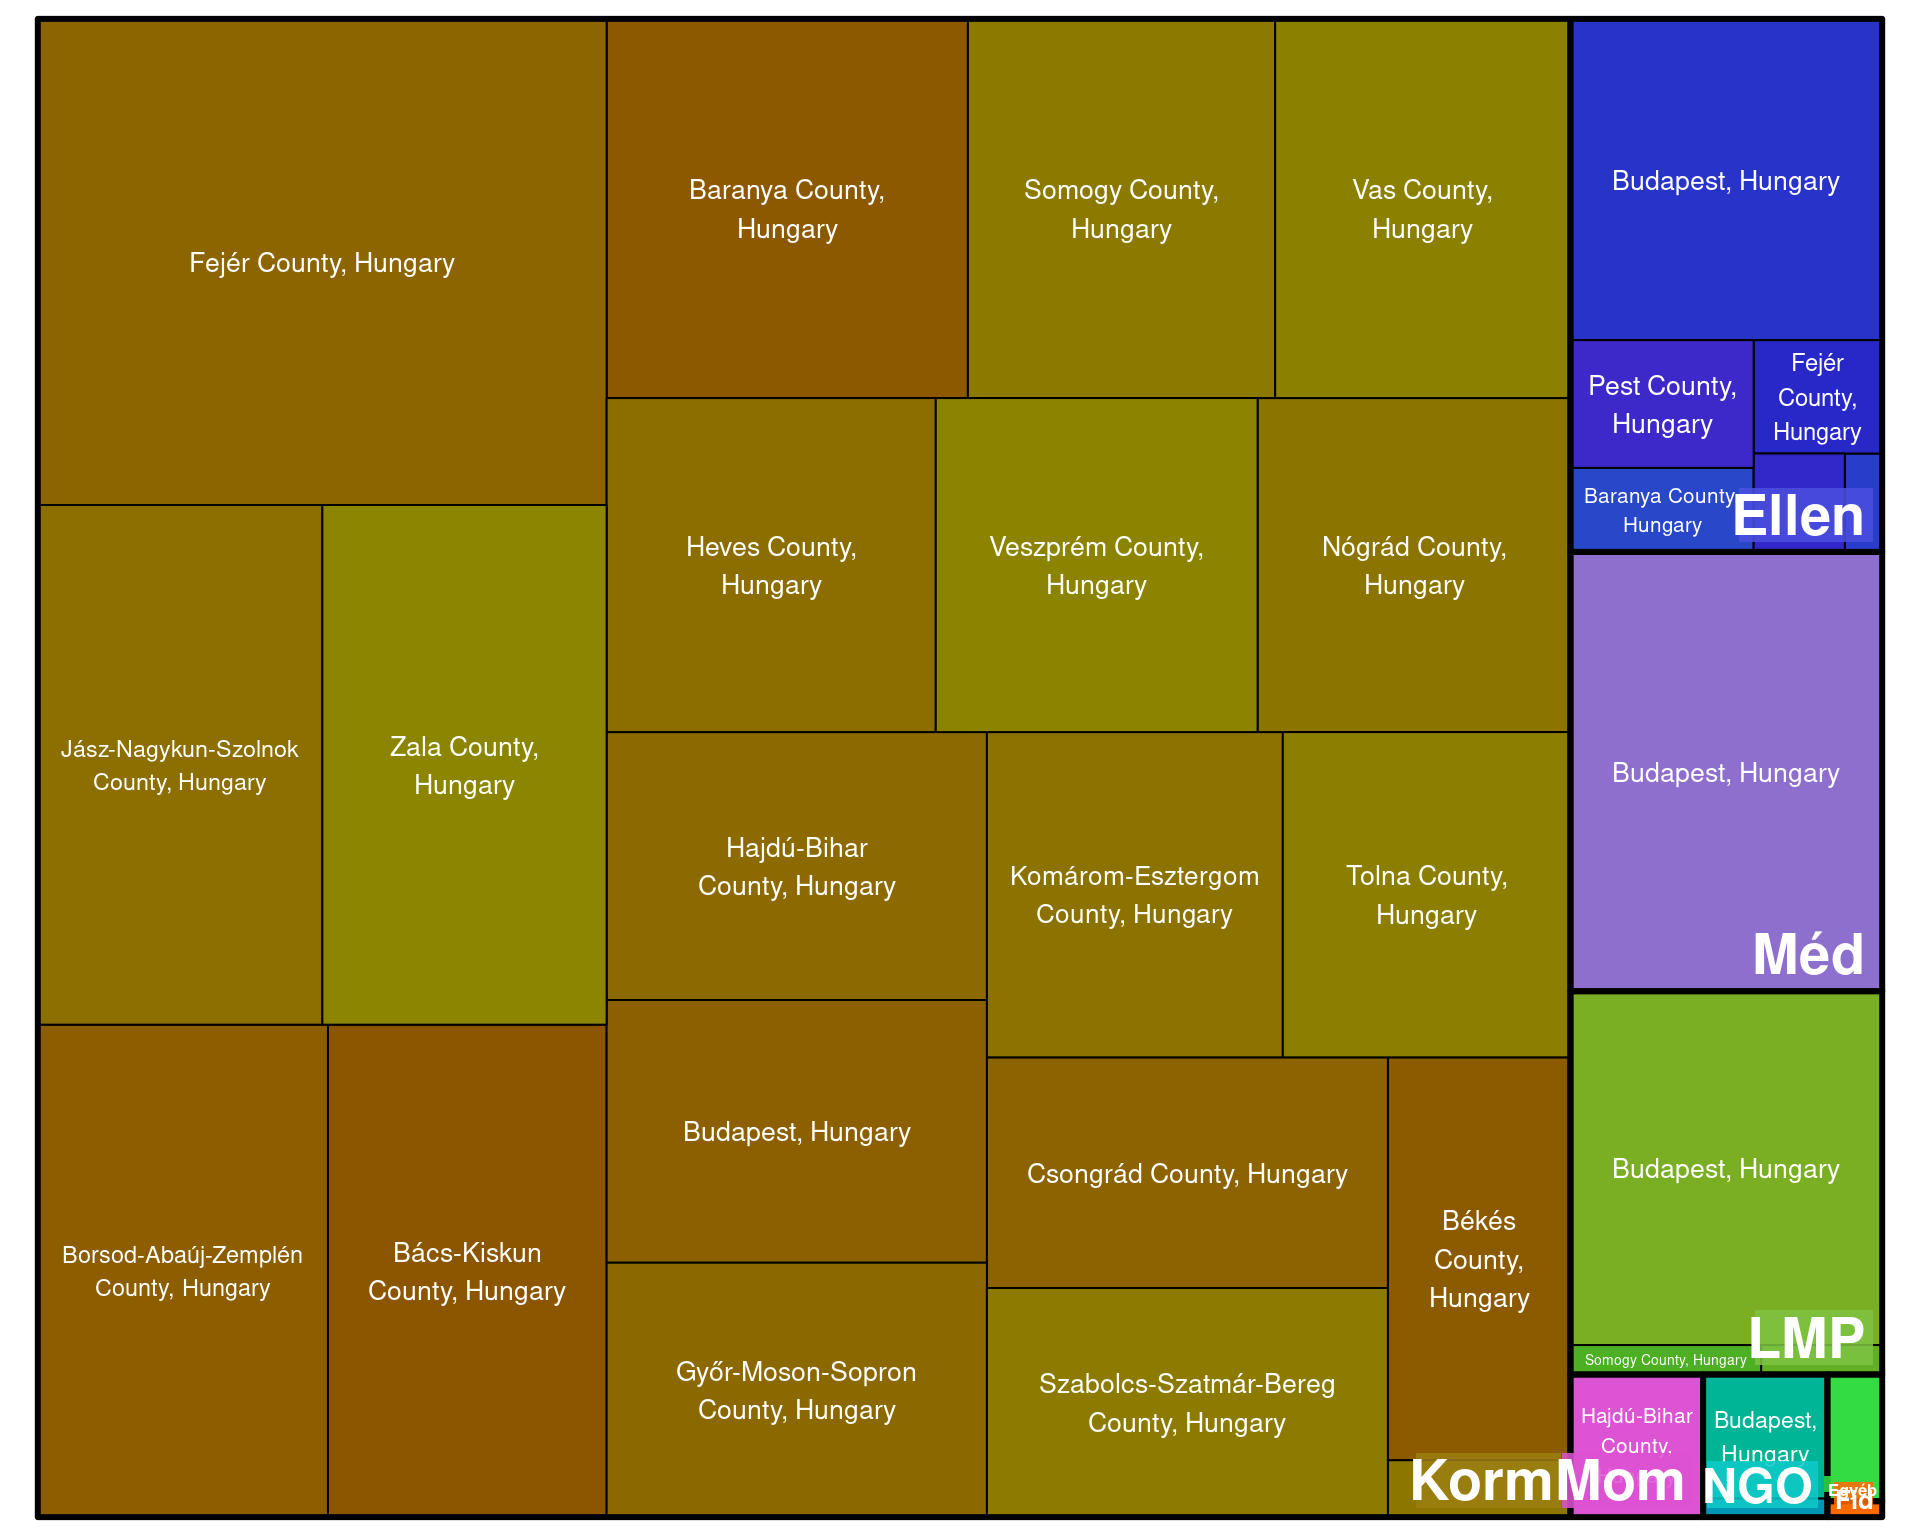 Fejér County, Hungary
Baranya County,
Hungary
Somogy County,
Hungary
Vas County,
Hungary
Budapest, Hungary
Pest County,
Hungary
Fejér
County,
Hungary
Baranya County,
Hungary
Ellen
Jász-Nagykun-Szolnok
County, Hungary
Zala County,
Hungary
Heves County,
Hungary
Veszprém County,
Hungary
Nógrád County,
Hungary
Budapest, Hungary
Méd
Hajdú-Bihar
County, Hungary
Komárom-Esztergom
County, Hungary
Tolna County,
Hungary
Borsod-Abaúj-Zemplén
County, Hungary
Bács-Kiskun
County, Hungary
Budapest, Hungary
Csongrád County, Hungary
Békés
County,
Hungary
Győr-Moson-Sopron
County, Hungary
Szabolcs-Szatmár-Bereg
County, Hungary
Budapest, Hungary
LMP
Somogy County, Hungary
Hajdú-Bihar
County,
Budapest,
Hungary
Korm
Mom
NGO
Egyéb
Fid